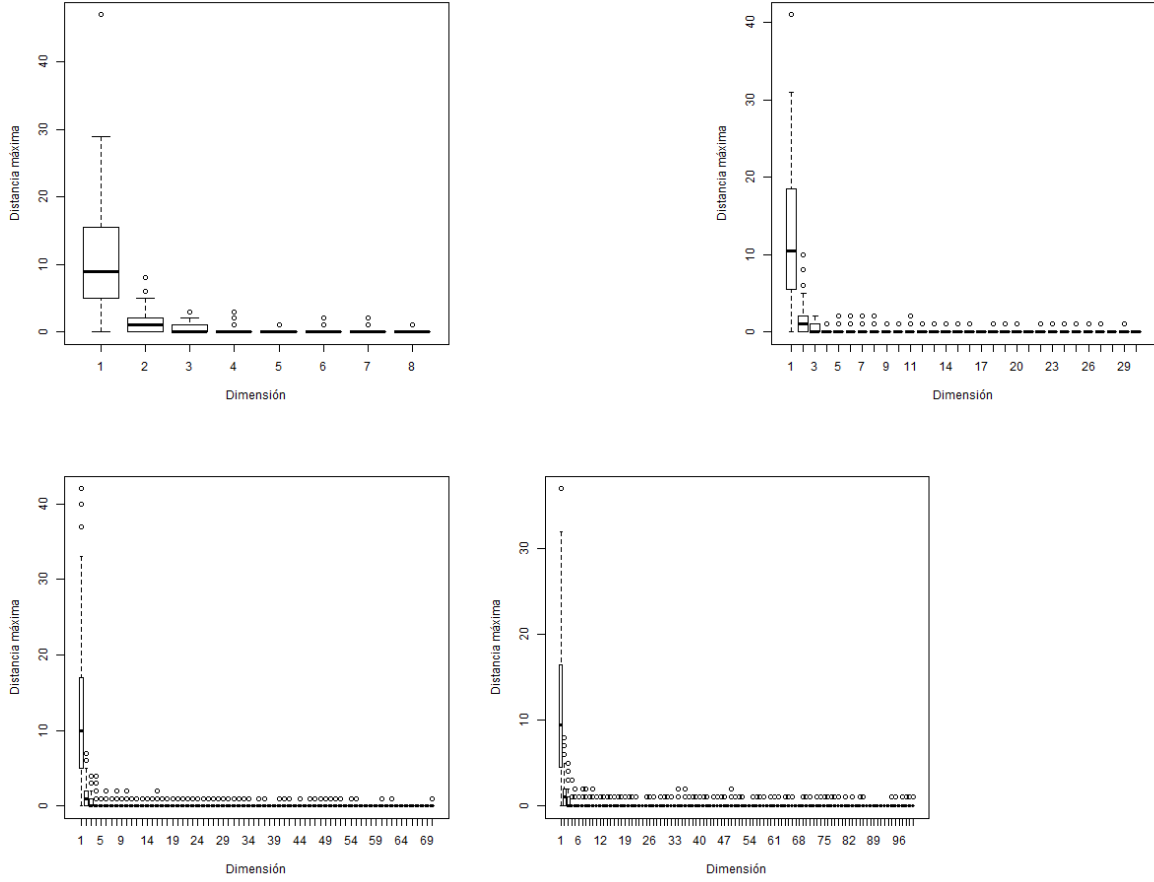 Distancia máxima
0 10 20 30 40
1 2 3 4 5 6 7 8
Dimensión
Distancia máxima
0 10 20 30 40
1 3 5 7 9 11 14 17 20 23 26 29
Dimensión
Distancia máxima
0 10 20 30 40
1 5 9 14 19 24 29 34 39 44 49 54 59 64 69
Dimensión
Distancia máxima
0 10 20 30
1 6 12 19 26 33 40 47 54 61 68 75 82 89 96
Dimensión